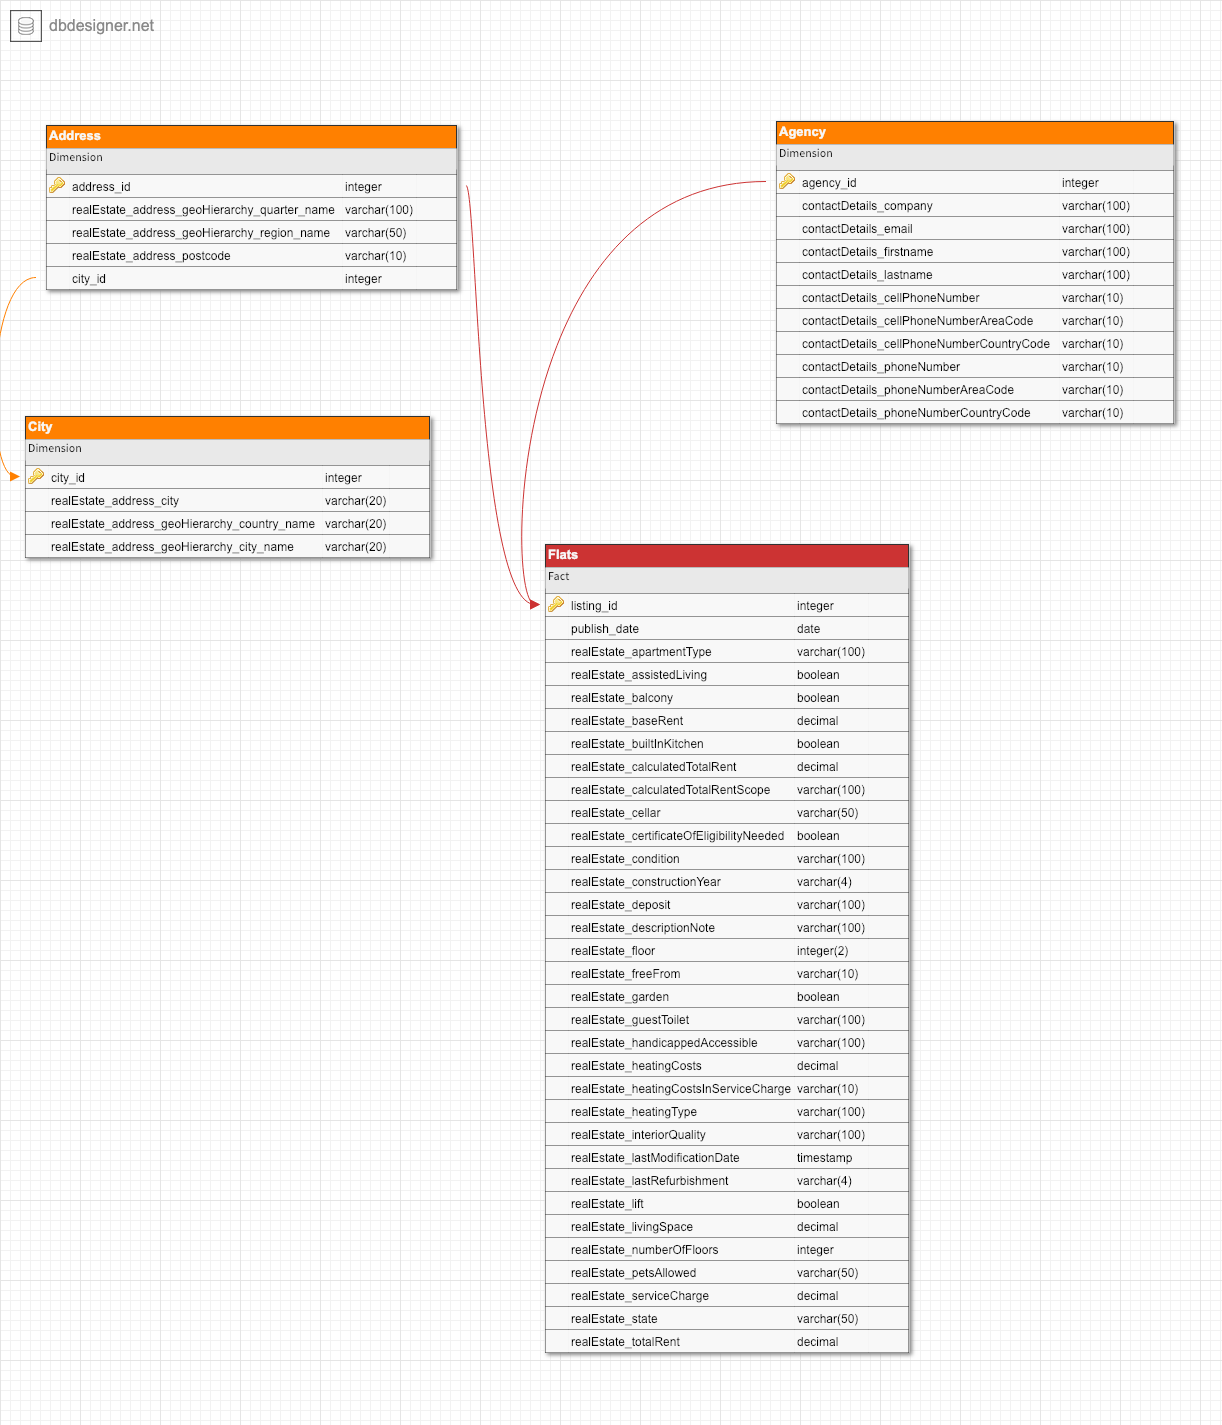 dbdesigner.net
Address
Dimension
address_id integer
realEstate_address_geoHierarchy_quarter_name varchar(100)
realEstate_address_geoHierarchy_region_name varchar(50)
realEstate_address_postcode varchar(10)
city_id integer
Agency
Dimension
agency_id integer
contactDetails_company varchar(100)
contactDetails_email varchar(100)
contactDetails_firstname varchar(100)
contactDetails_lastname varchar(100)
contactDetails_cellPhoneNumber varchar(10)
contactDetails_cellPhoneNumberAreaCode varchar(10)
contactDetails_cellPhoneNumberCountryCode varchar(10)
contactDetails_phoneNumber varchar(10)
contactDetails_phoneNumberAreaCode varchar(10)
contactDetails_phoneNumberCountryCode varchar(10)
City
Dimension
city_id integer
realEstate_address_city varchar(20)
realEstate_address_geoHierarchy_country_name varchar(20)
realEstate_address_geoHierarchy_city_name varchar(20)
Flats
Fact
listing_id integer
publish_date date
realEstate_apartmentType varchar(100)
realEstate_assistedLiving boolean
realEstate_balcony boolean
realEstate_baseRent decimal
realEstate_builtInKitchen boolean
realEstate_calculatedTotalRent decimal
realEstate_calculatedTotalRentScope varchar(100)
realEstate_cellar varchar(50)
realEstate_certificateOfEligibilityNeeded boolean
realEstate_condition varchar(100)
realEstate_constructionYear varchar(4)
realEstate_deposit varchar(100)
realEstate_descriptionNote varchar(100)
realEstate_floor integer(2)
realEstate_freeFrom varchar(10)
realEstate_garden boolean
realEstate_guestToilet varchar(100)
realEstate_handicappedAccessible varchar(100)
realEstate_heatingCosts decimal
realEstate_heatingCostsInServiceCharge varchar(10)
realEstate_heatingType varchar(100)
realEstate_interiorQuality varchar(100)
realEstate_lastModificationDate timestamp
realEstate_lastRefurbishment varchar(4)
realEstate_lift boolean
realEstate_livingSpace decimal
realEstate_numberOfFloors integer
realEstate_petsAllowed varchar(50)
realEstate_serviceCharge decimal
realEstate_state varchar(50)
realEstate_totalRent decimal